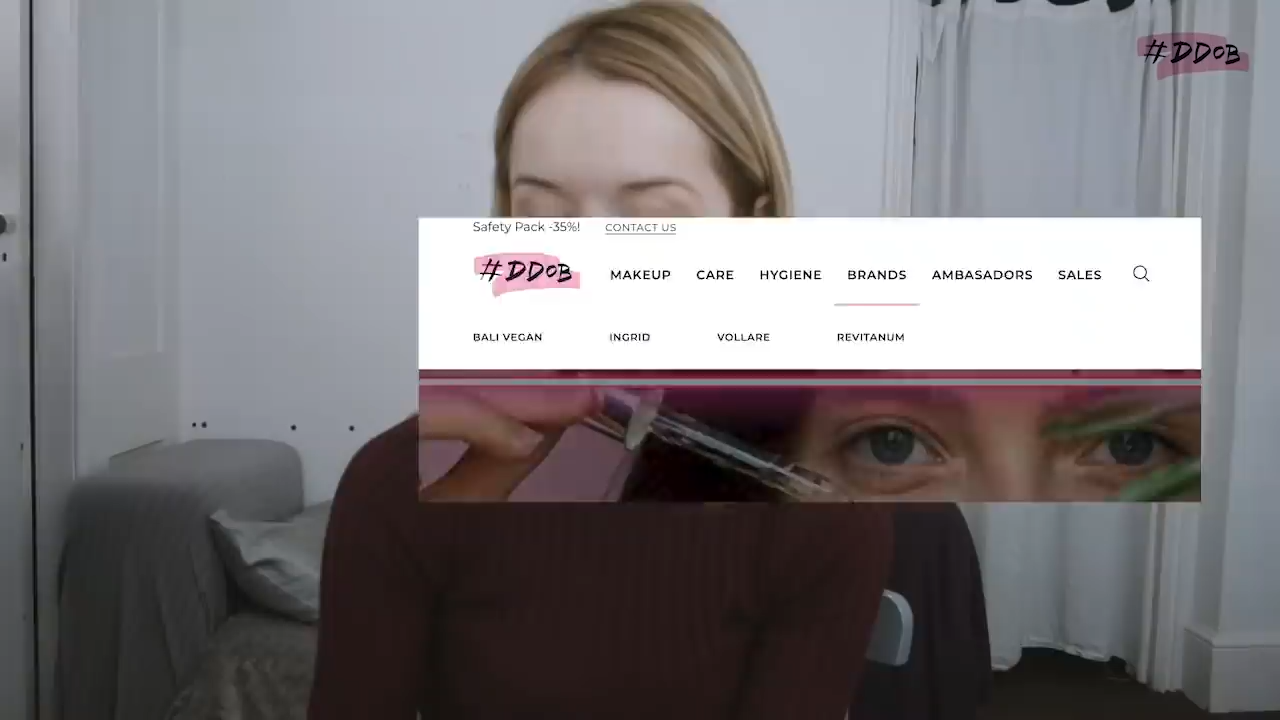 #DDOB
Safety Pack -35%! CONTACT US
#DDOB MAKEUP CARE HYGIENE BRANDS AMBASADORS SALES
BALI VEGAN INGRID VOLLARE REVITANUM